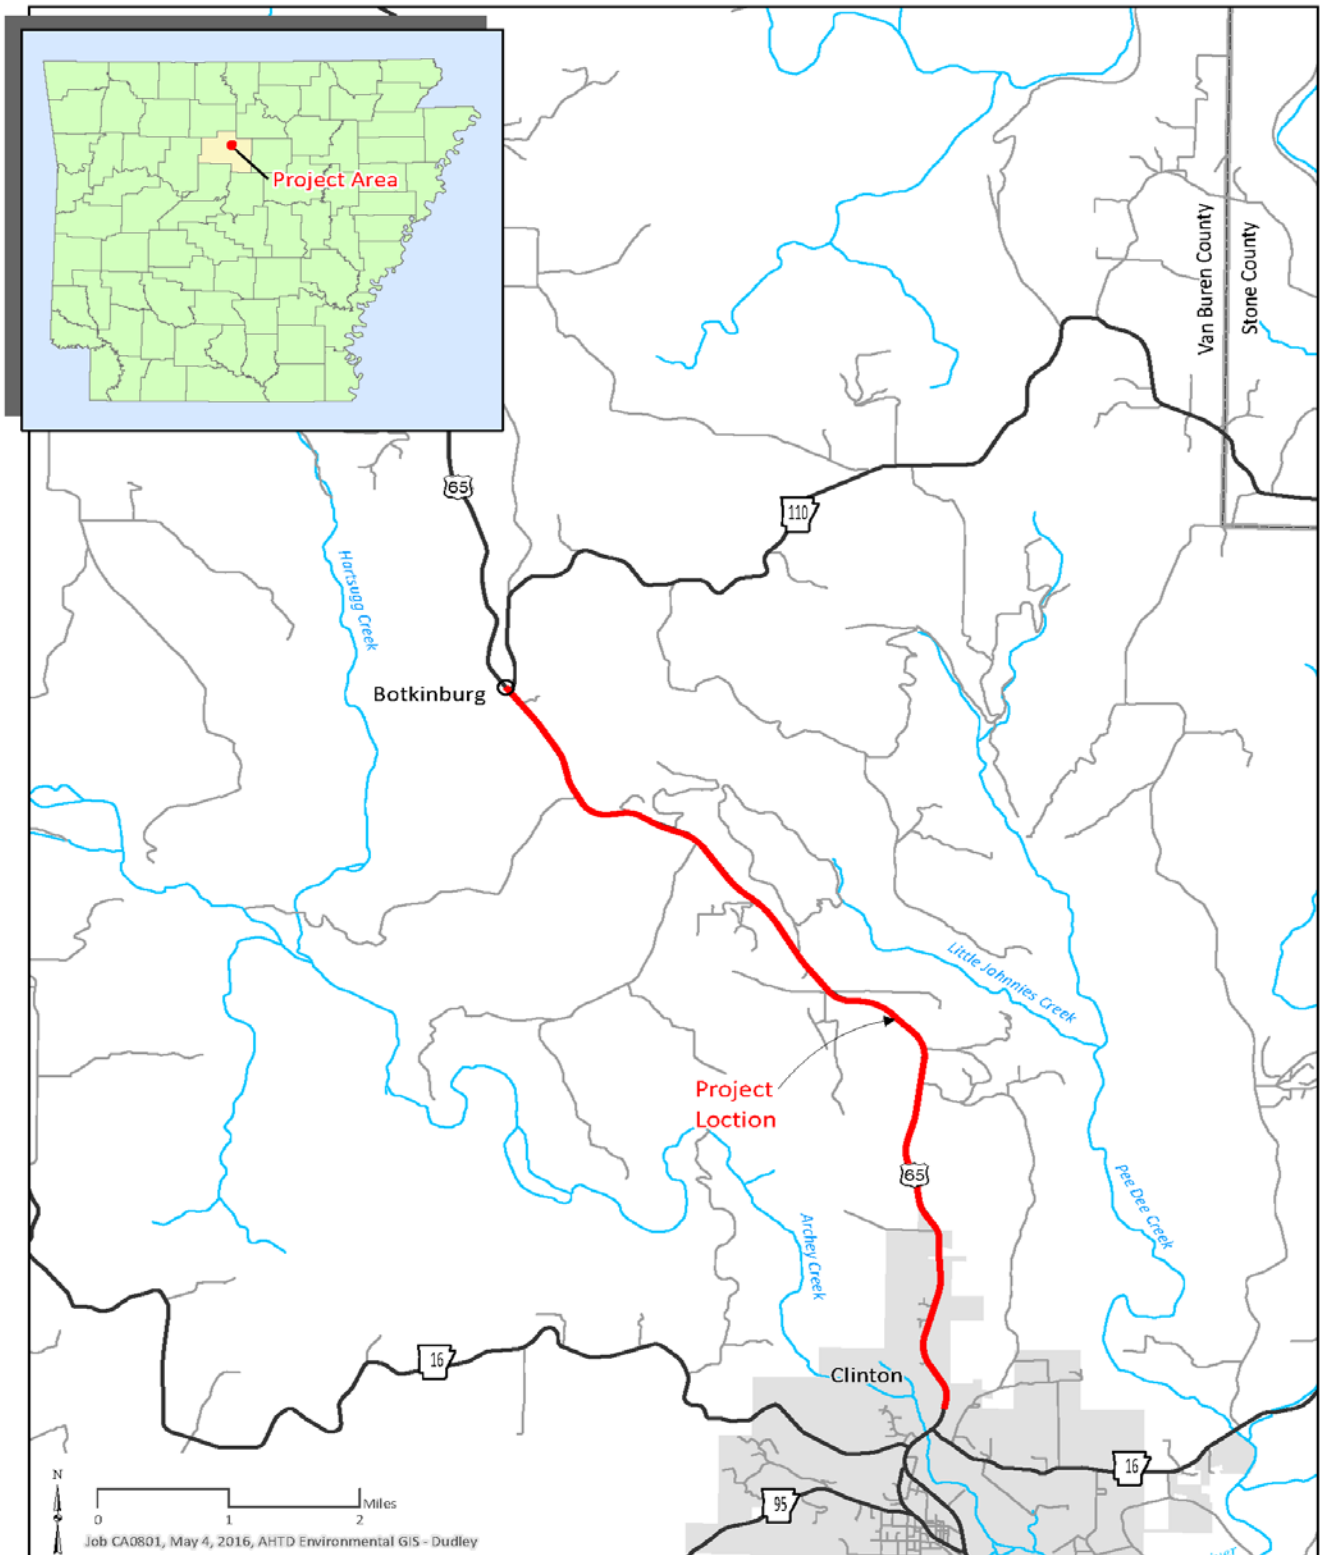 Project Area
Van Buren County
Stone County
65
110
Hartsugg Creek
Botkinburg
Little Johnnies Creek
Project
Loction
65
Pee Dee Creek
Archey Creek
16
Clinton
16
95
N
0 1 2 Miles
Job CA0801, May 4, 2016, AHTD Environmental GIS - Dudley